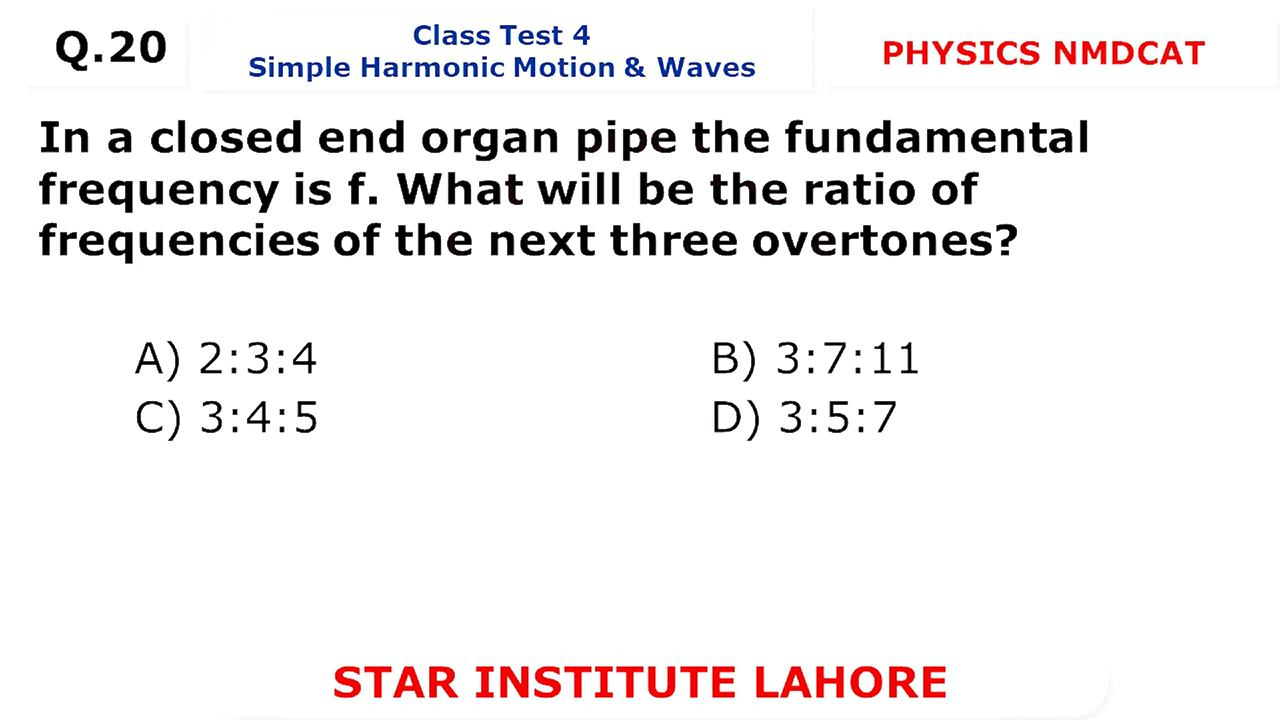 Q.20
Class Test 4
Simple Harmonic Motion & Waves
PHYSICS NMDCAT
In a closed end organ pipe the fundamental
frequency is f. What will be the ratio of
frequencies of the next three overtones?
A) 2:3:4
B) 3:7:11
C) 3:4:5
D) 3:5:7
STAR INSTITUTE LAHORE